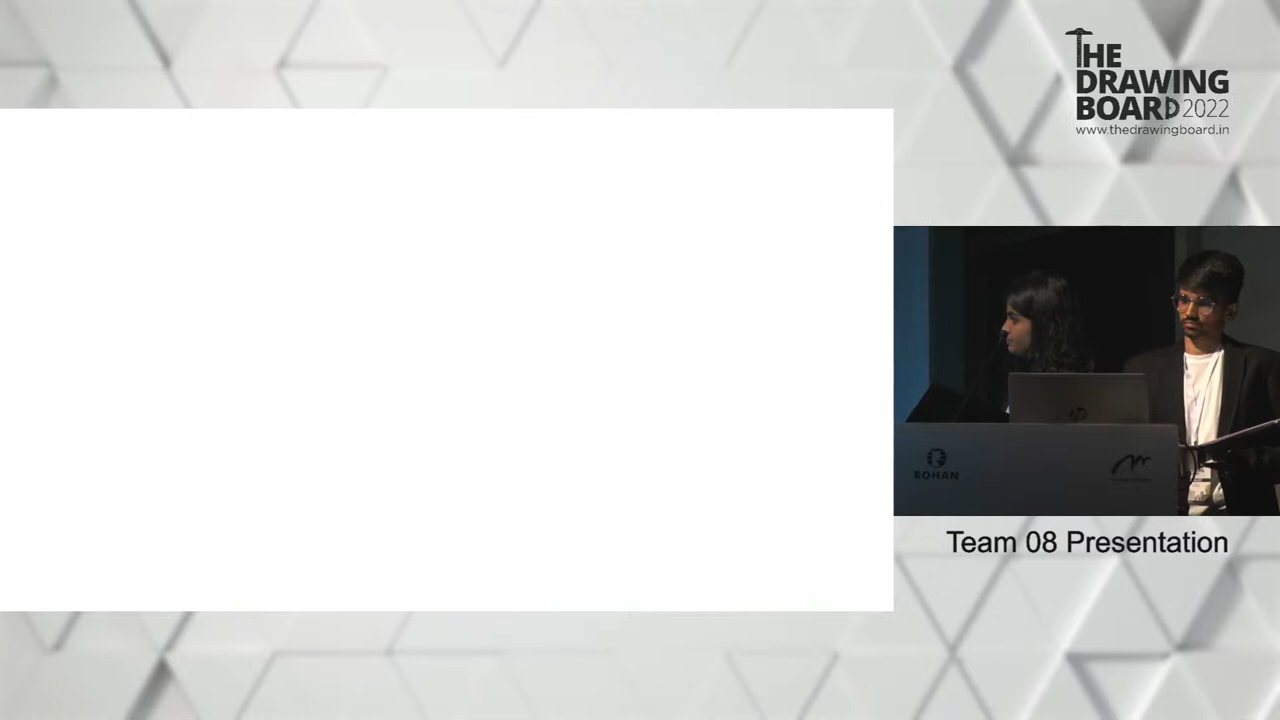 THE
DRAWING
BOARD 2022
www.thedrawingboard.in
ROHAN
Team 08 Presentation